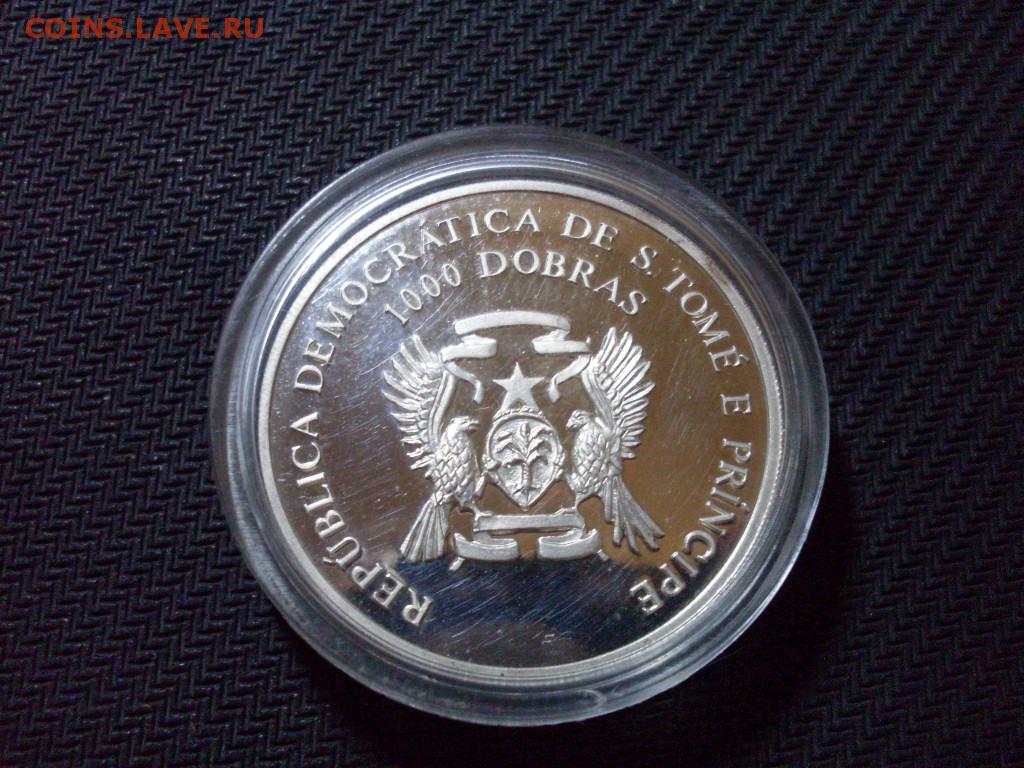 COINS.LAVE.RU
REPÚBLICA DEMOCRÁTICA DE S. TOMÉ E PRÍNCIPE
1000 DOBRAS